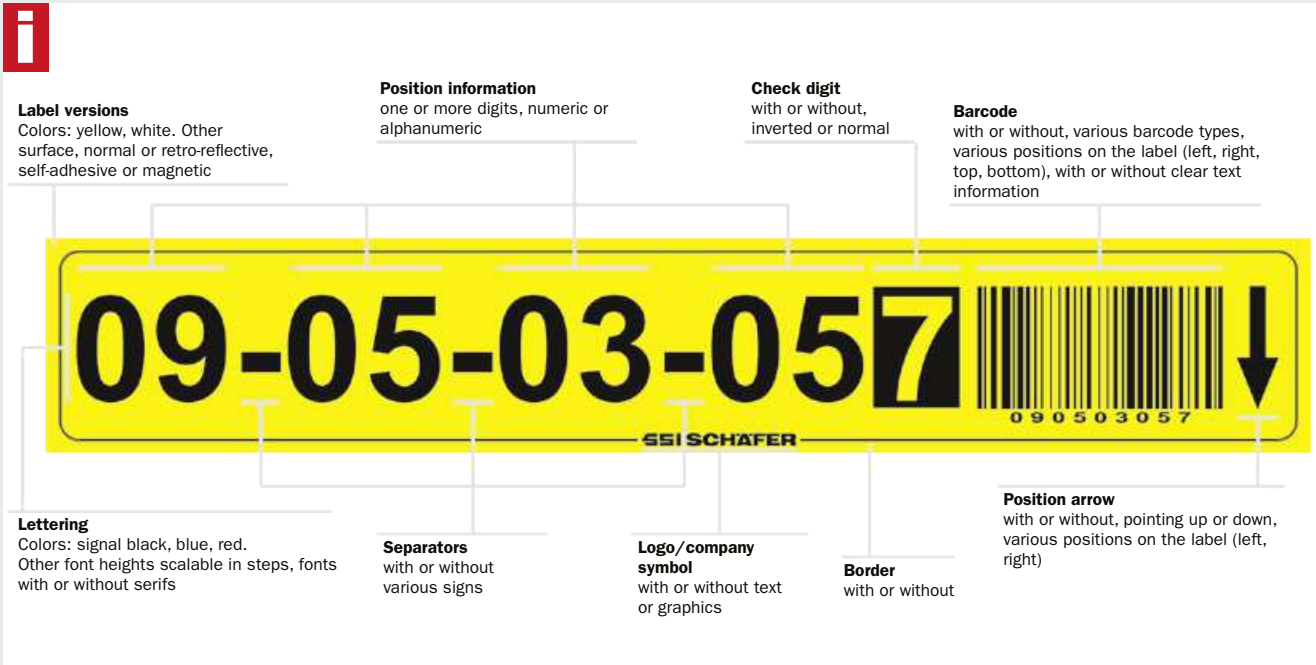 i
Label versions
Colors: yellow, white. Other
surface, normal or retro-reflective,
self-adhesive or magnetic
Position information
one or more digits, numeric or
alphanumeric
Check digit
with or without,
inverted or normal
Barcode
with or without, various barcode types,
various positions on the label (left, right,
top, bottom), with or without clear text
information
09-05-03-057
090503057
SSI SCHÄFER
Lettering
Colors: signal black, blue, red.
Other font heights scalable in steps, fonts
with or without serifs
Separators
with or without
various signs
Logo/company
symbol
with or without text
or graphics
Border
with or without
Position arrow
with or without, pointing up or down,
various positions on the label (left,
right)